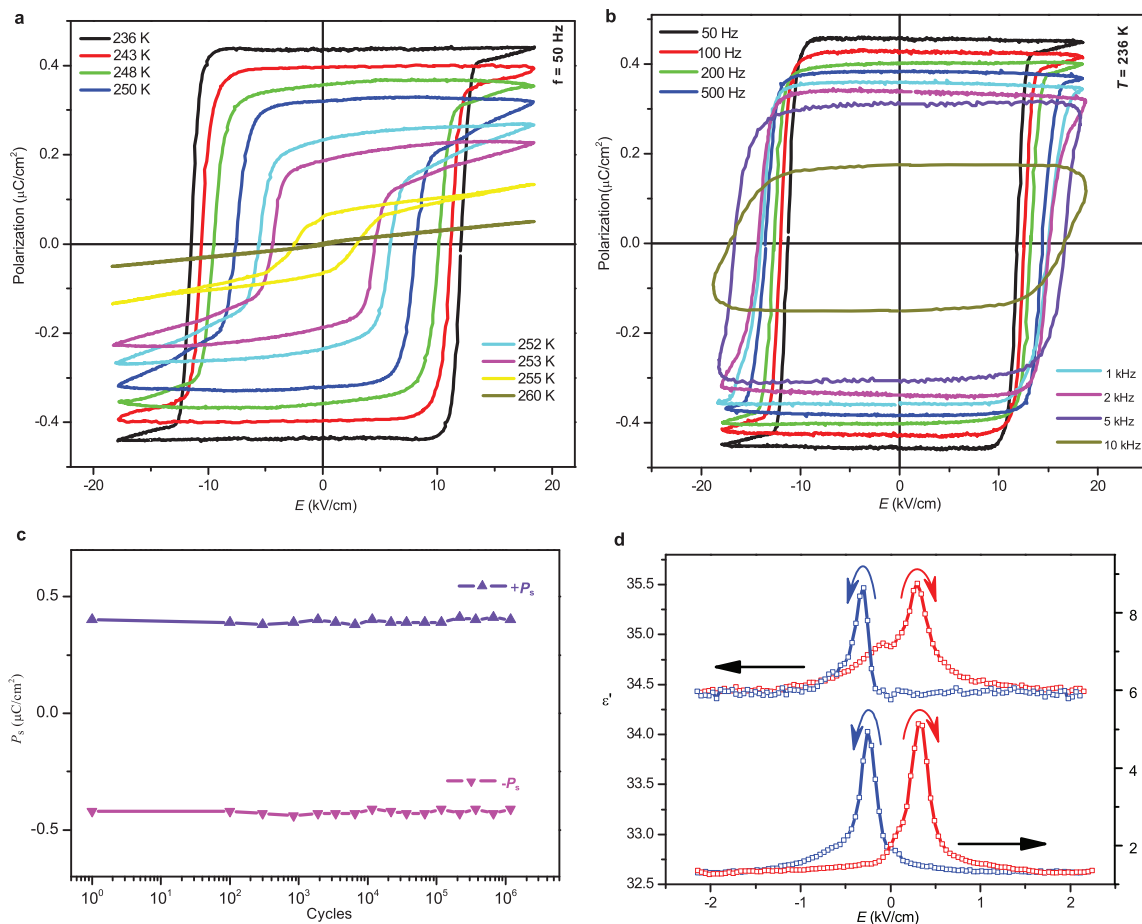 a
236 K
243 K
248 K
250 K
f = 50 Hz
0.4
0.2
0.0
-0.2
-0.4
Polarization (μC/cm²)
252 K
253 K
255 K
260 K
-20 -10 0 10 20
E (kV/cm)
b
50 Hz
100 Hz
200 Hz
500 Hz
T = 236 K
0.4
0.2
0.0
-0.2
-0.4
Polarization(μC/cm²)
1 kHz
2 kHz
5 kHz
10 kHz
-20 -10 0 10 20
E (kV/cm)
c
0.5
0.0
-0.5
Pₛ (μC/cm²)
+Pₛ
-Pₛ
10⁰ 10¹ 10² 10³ 10⁴ 10⁵ 10⁶
Cycles
d
35.5
35.0
34.5
34.0
33.5
33.0
32.5
8
6
4
2
-2 -1 0 1 2
E (kV/cm)